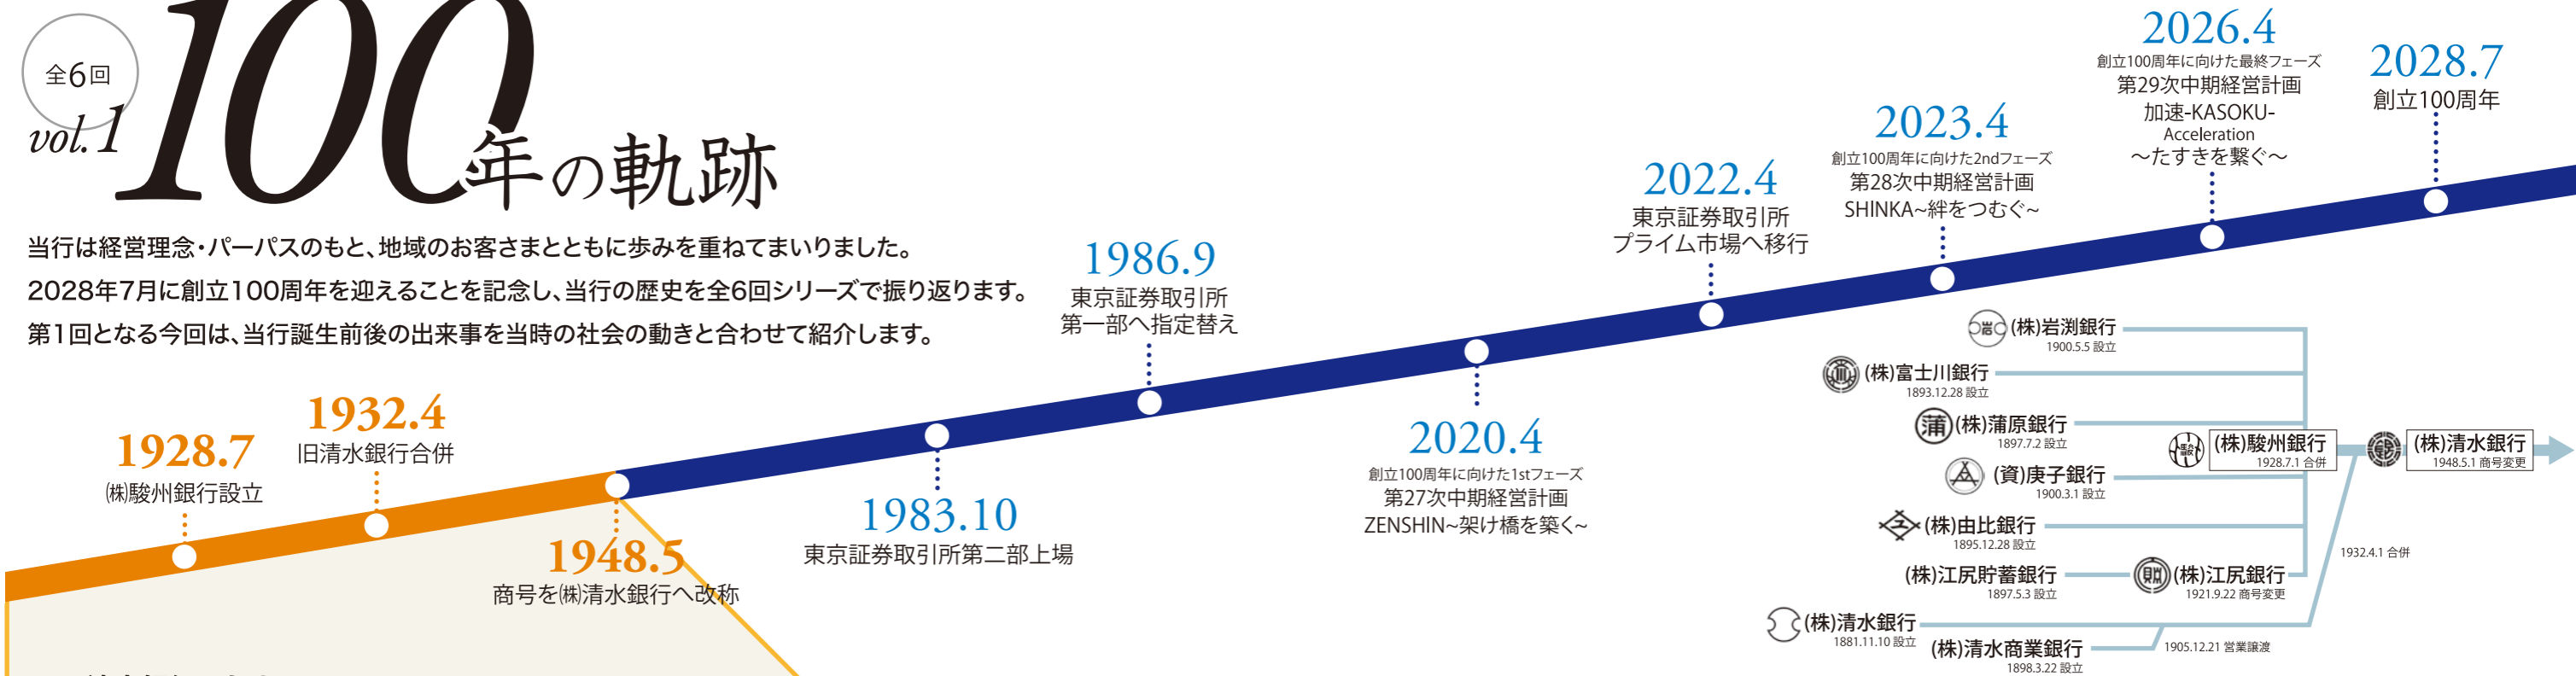 全6回
vol.1
100年の軌跡
当行は経営理念・パーパスのもと、地域のお客さまとともに歩みを重ねてまいりました。
2028年7月に創立100周年を迎えることを記念し、当行の歴史を全6回シリーズで振り返ります。
第1回となる今回は、当行誕生前後の出来事を当時の社会の動きと合わせて紹介します。
1928.7
㈱駿州銀行設立
1932.4
旧清水銀行合併
1948.5
商号を㈱清水銀行へ改称
1983.10
東京証券取引所第二部上場
1986.9
東京証券取引所
第一部へ指定替え
2020.4
創立100周年に向けた1stフェーズ
第27次中期経営計画
ZENSHIN~架け橋を築く~
2022.4
東京証券取引所
プライム市場へ移行
2023.4
創立100周年に向けた2ndフェーズ
第28次中期経営計画
SHINKA~絆をつむぐ~
2026.4
創立100周年に向けた最終フェーズ
第29次中期経営計画
加速-KASOKU-
Acceleration
～たすきを繋ぐ～
2028.7
創立100周年
(株)岩渕銀行
1900.5.5 設立
(株)富士川銀行
1893.12.28 設立
蒲
(株)蒲原銀行
1897.7.2 設立
(資)庚子銀行
1900.3.1 設立
(株)由比銀行
1895.12.28 設立
(株)江尻貯蓄銀行
1897.5.3 設立
(株)江尻銀行
1921.9.22 商号変更
(株)清水銀行
1881.11.10 設立
(株)清水商業銀行
1898.3.22 設立
1905.12.21 営業譲渡
1932.4.1 合併
(株)駿州銀行
1928.7.1 合併
(株)清水銀行
1948.5.1 商号変更